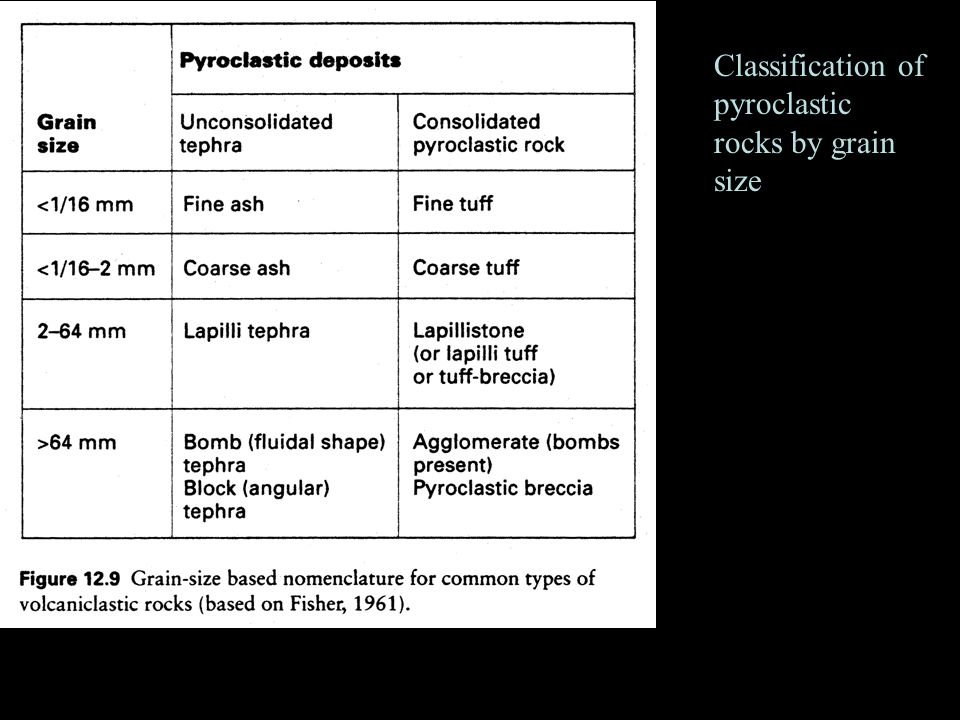 Pyroclastic deposits
Grain
size
Unconsolidated
tephra
Consolidated
pyroclastic rock
<1/16 mm
Fine ash
Fine tuff
<1/16–2 mm
Coarse ash
Coarse tuff
2–64 mm
Lapilli tephra
Lapillistone
(or lapilli tuff
or tuff-breccia)
>64 mm
Bomb (fluidal shape)
tephra
Block (angular)
tephra
Agglomerate (bombs
present)
Pyroclastic breccia
Figure 12.9 Grain-size based nomenclature for common types of
volcaniclastic rocks (based on Fisher, 1961).
Classification of
pyroclastic
rocks by grain
size